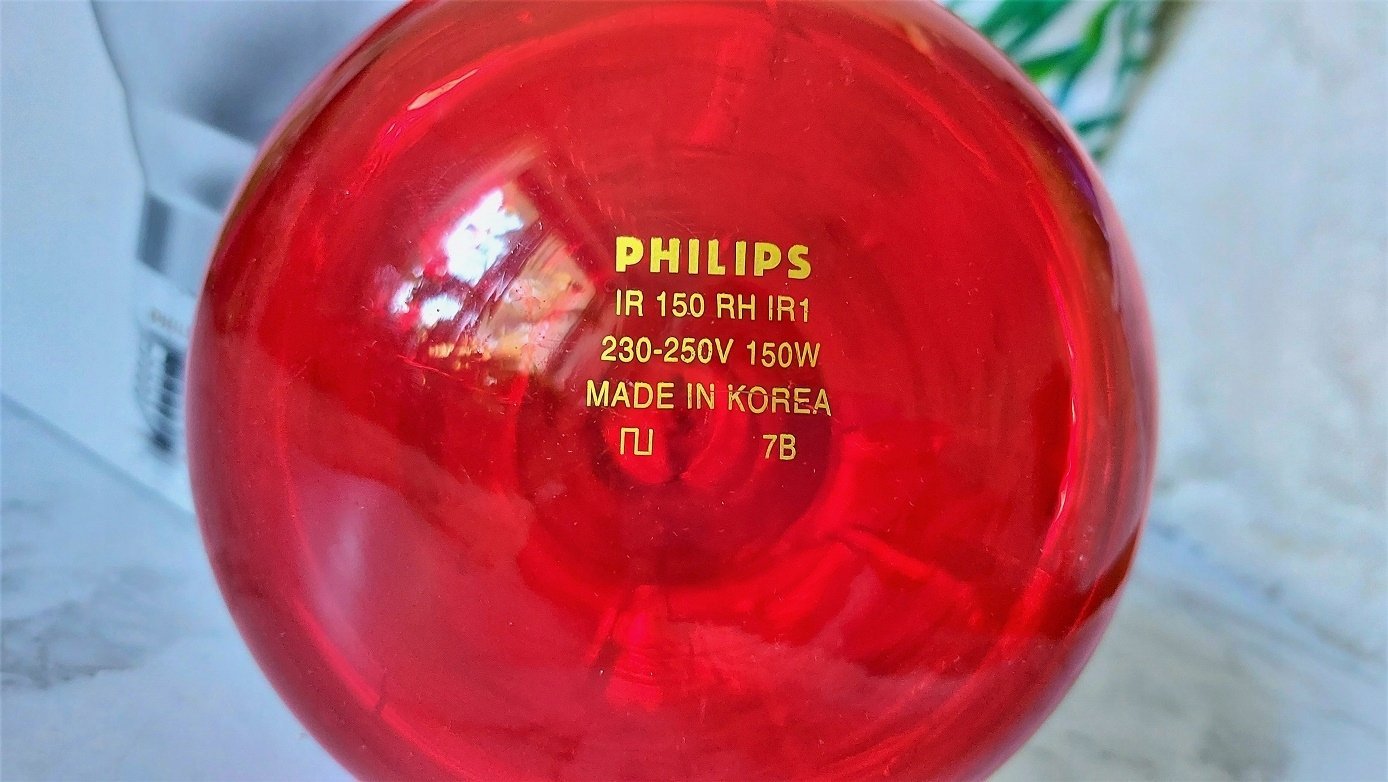 PHILIPS
IR 150 RH IR1
230-250V 150W
MADE IN KOREA
7B